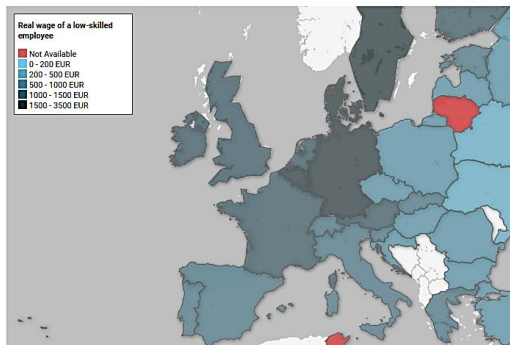 Real wage of a low-skilled
employee
Not Available
0 - 200 EUR
200 - 500 EUR
500 - 1000 EUR
1000 - 1500 EUR
1500 - 3500 EUR